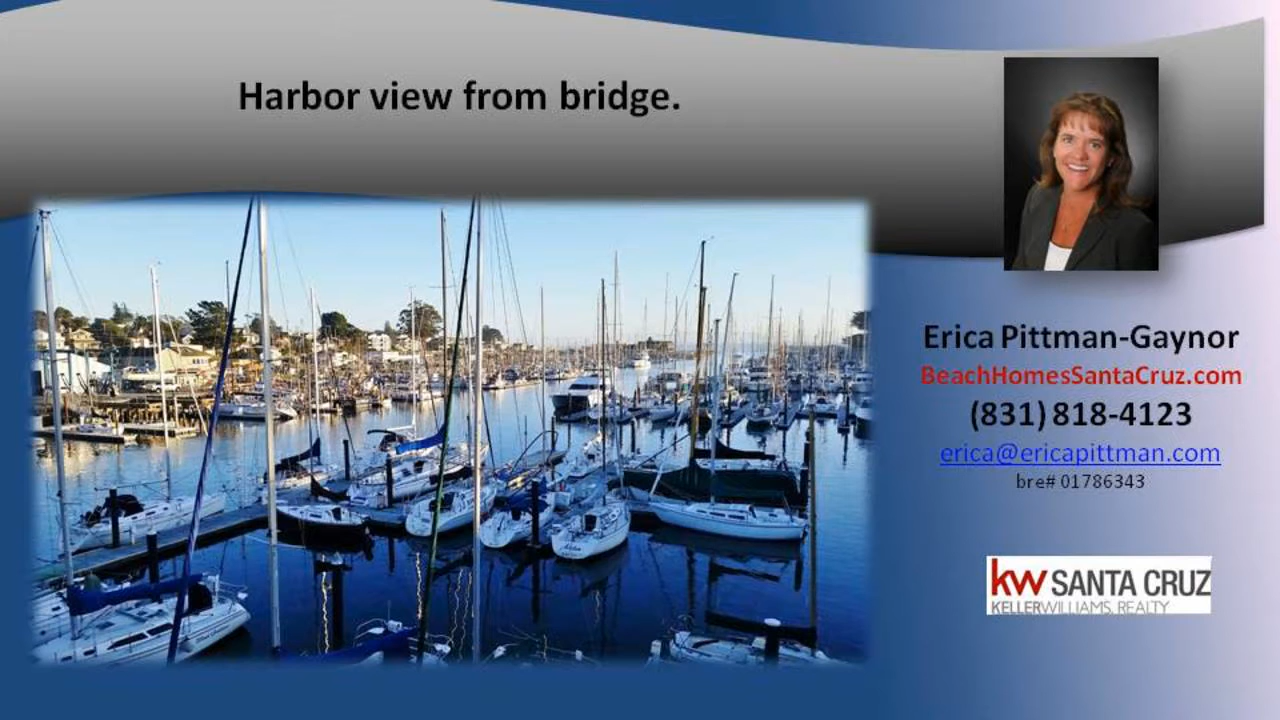 Harbor view from bridge.
Erica Pittman-Gaynor
BeachHomesSantaCruz.com
(831) 818-4123
erica@ericapittman.com
bre# 01786343
kw SANTA CRUZ
KELLERWILLIAMS. REALTY